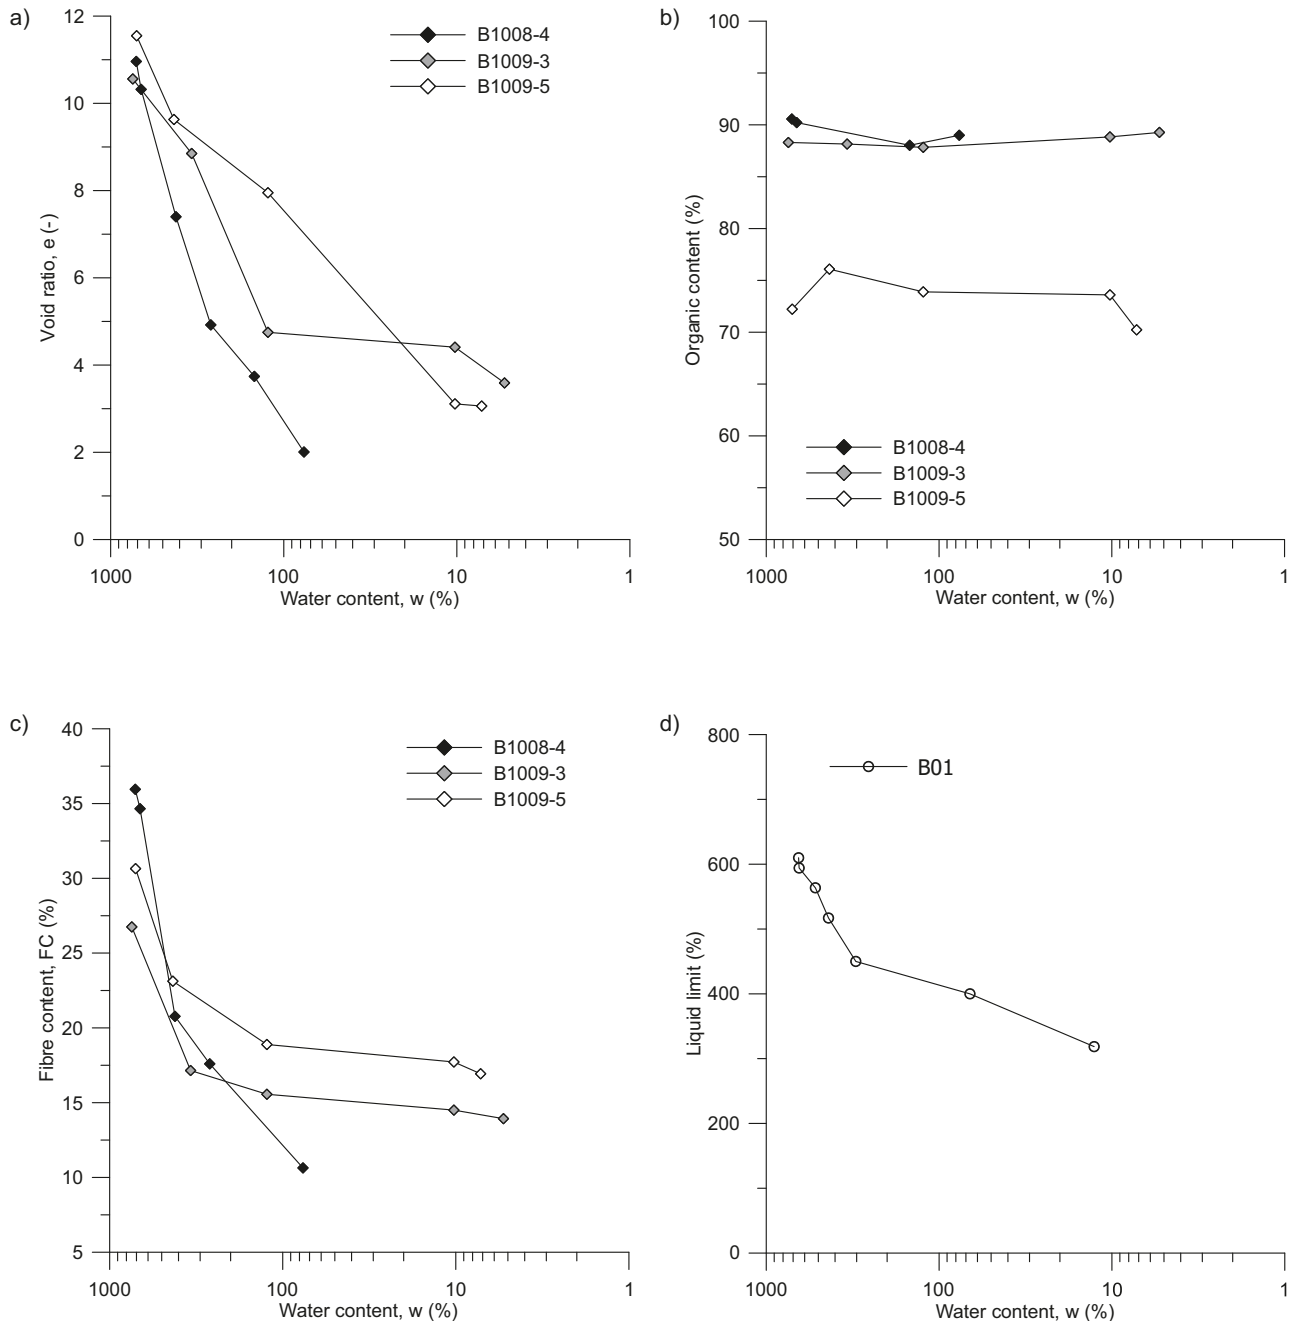 a)
12
10
8
6
4
2
0
Void ratio, e (-)
B1008-4
B1009-3
B1009-5
1000 100 10 1
Water content, w (%)
b)
100
90
80
70
60
50
Organic content (%)
B1008-4
B1009-3
B1009-5
1000 100 10 1
Water content, w (%)
c)
40
35
30
25
20
15
10
5
Fibre content, FC (%)
B1008-4
B1009-3
B1009-5
1000 100 10 1
Water content, w (%)
d)
800
600
400
200
0
Liquid limit (%)
B01
1000 100 10 1
Water content, w (%)